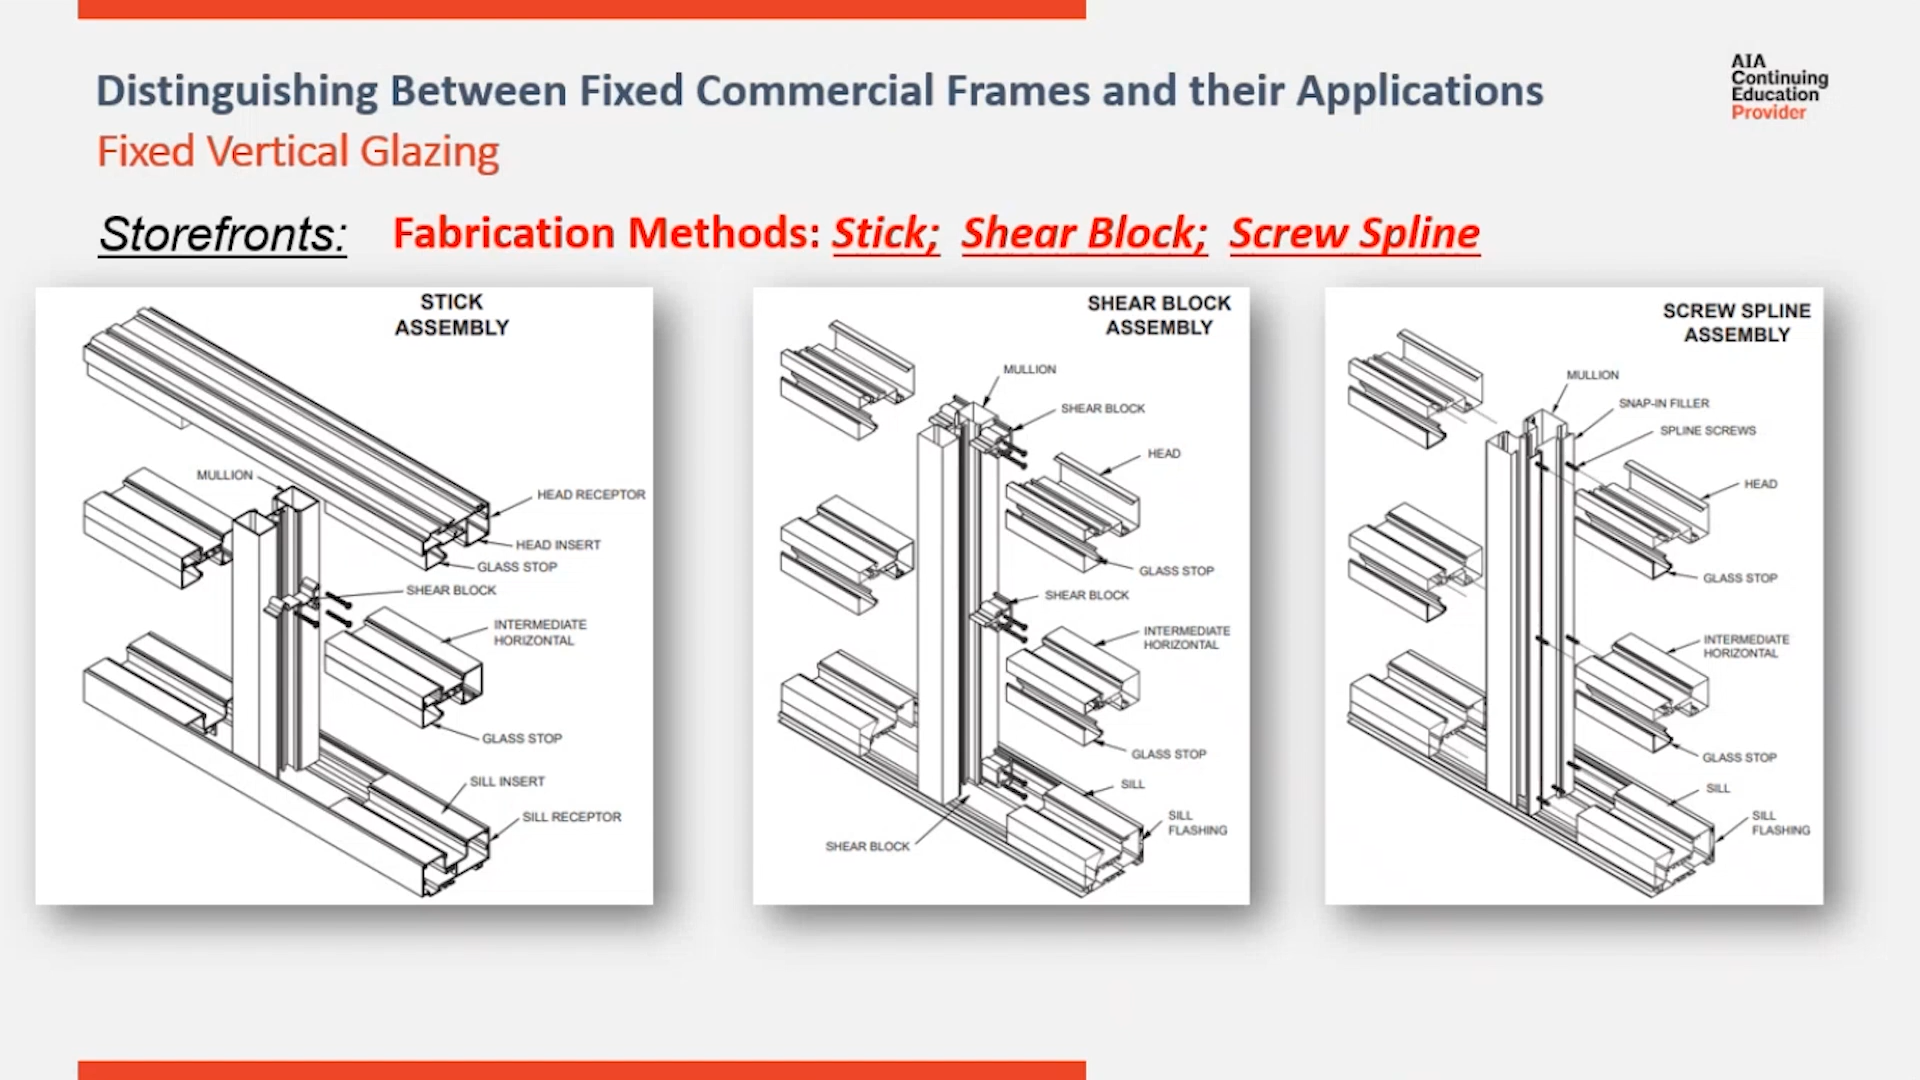 Distinguishing Between Fixed Commercial Frames and their Applications
Fixed Vertical Glazing
AIA
Continuing
Education
Provider
Storefronts: Fabrication Methods: Stick; Shear Block; Screw Spline
STICK
ASSEMBLY
MULLION
HEAD RECEPTOR
HEAD INSERT
GLASS STOP
SHEAR BLOCK
INTERMEDIATE
HORIZONTAL
GLASS STOP
SILL INSERT
SILL RECEPTOR
SHEAR BLOCK
ASSEMBLY
MULLION
SHEAR BLOCK
HEAD
GLASS STOP
SHEAR BLOCK
INTERMEDIATE
HORIZONTAL
GLASS STOP
SILL
SILL
FLASHING
SHEAR BLOCK
SCREW SPLINE
ASSEMBLY
MULLION
SNAP-IN FILLER
SPLINE SCREWS
HEAD
GLASS STOP
INTERMEDIATE
HORIZONTAL
GLASS STOP
SILL
SILL
FLASHING